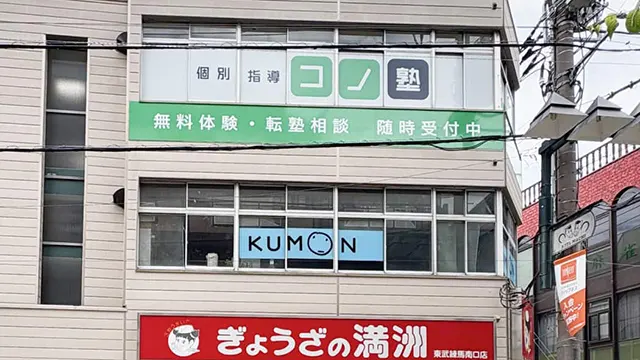 個別 指導 コノ塾
無料体験・転塾相談 随時受付中
KUMON
ぎょうざの満洲
東武練馬南口店